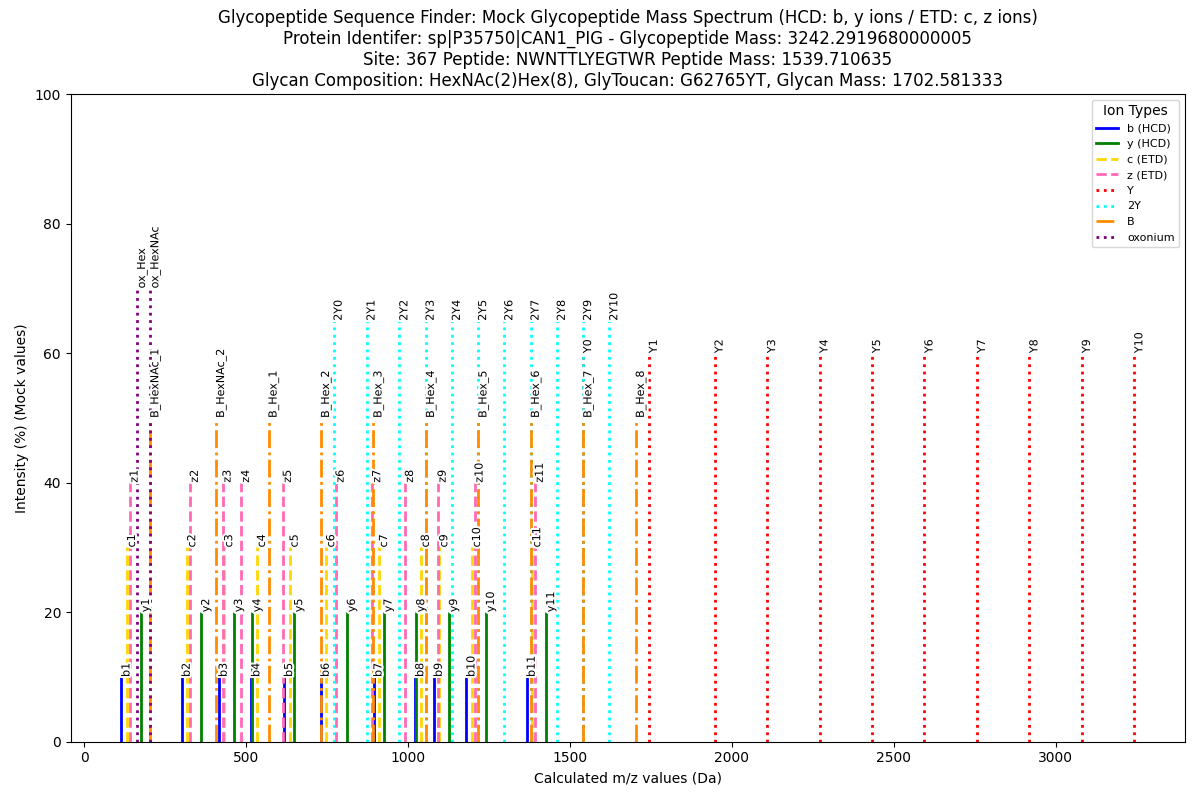 Glycopeptide Sequence Finder: Mock Glycopeptide Mass Spectrum (HCD: b, y ions / ETD: c, z ions)
Protein Identifer: sp|P35750|CAN1_PIG - Glycopeptide Mass: 3242.2919680000005
Site: 367 Peptide: NWNTTLYEGTWR Peptide Mass: 1539.710635
Glycan Composition: HexNAc(2)Hex(8), GlyToucan: G62765YT, Glycan Mass: 1702.581333
Ion Types
b (HCD)
y (HCD)
c (ETD)
z (ETD)
Y
2Y
B
oxonium
Intensity (%) (Mock values)
100
80
60
40
20
0
ox_Hex
ox_HexNAc
2Y0
2Y1
2Y2
2Y3
2Y4
2Y5
2Y6
2Y7
2Y8
2Y9
2Y10
Y0
Y1
Y2
Y3
Y4
Y5
Y6
Y7
Y8
Y9
Y10
B_HexNAc_1
B_HexNAc_2
B_Hex_1
B_Hex_2
B_Hex_3
B_Hex_4
B_Hex_5
B_Hex_6
B_Hex_7
B_Hex_8
z1
z2
z3
z4
z5
z6
z7
z8
z9
z10
z11
c1
c2
c3
c4
c5
c6
c7
c8
c9
c10
c11
y1
y2
y3
y4
y5
y6
y7
y8
y9
y10
y11
b1
b2
b3
b4
b5
b6
b7
b8
b9
b10
b11
0
500
1000
1500
2000
2500
3000
Calculated m/z values (Da)